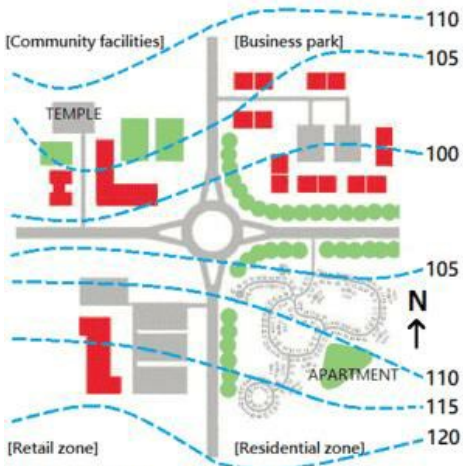 110
[Community facilities] [Business park]
105
TEMPLE
100
105
N
APARTMENT
110
115
120
[Retail zone] [Residential zone]